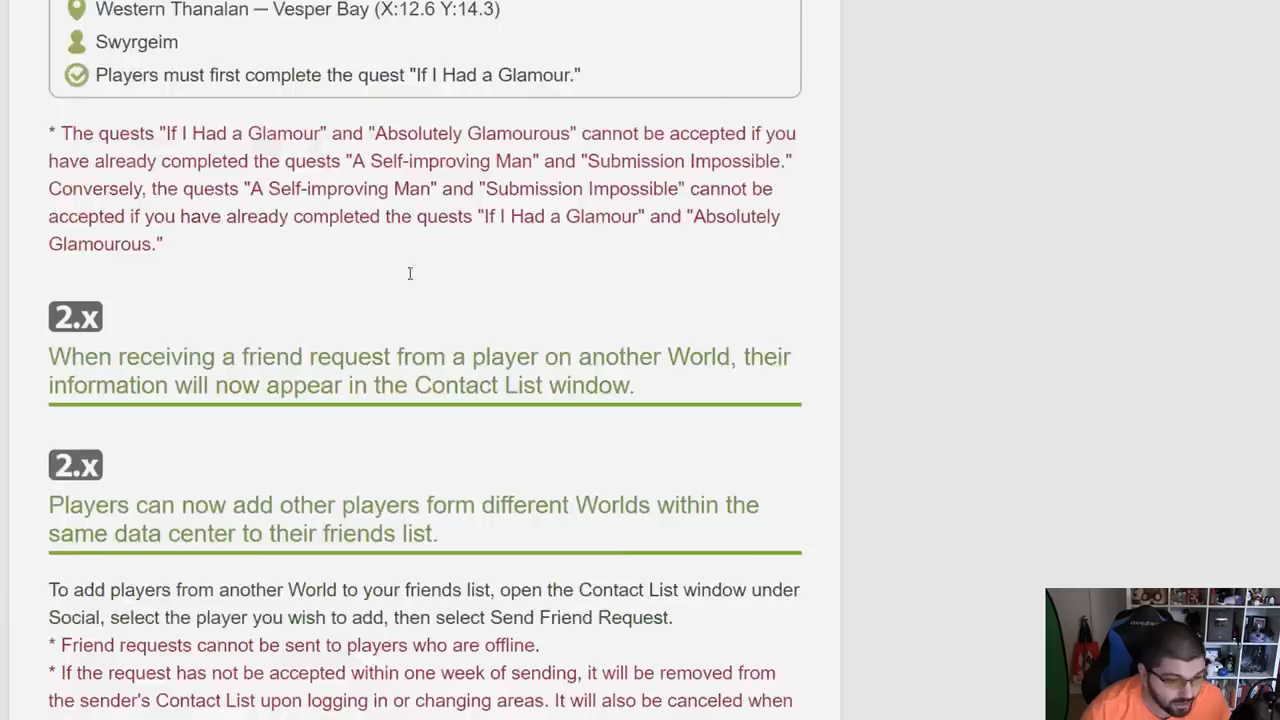 Western Thanalan — Vesper Bay (X:12.6 Y:14.3)
Swyrgeim
Players must first complete the quest "If I Had a Glamour."
* The quests "If I Had a Glamour" and "Absolutely Glamourous" cannot be accepted if you
have already completed the quests "A Self-improving Man" and "Submission Impossible."
Conversely, the quests "A Self-improving Man" and "Submission Impossible" cannot be
accepted if you have already completed the quests "If I Had a Glamour" and "Absolutely
Glamourous."
2.x
When receiving a friend request from a player on another World, their
information will now appear in the Contact List window.
2.x
Players can now add other players form different Worlds within the
same data center to their friends list.
To add players from another World to your friends list, open the Contact List window under
Social, select the player you wish to add, then select Send Friend Request.
* Friend requests cannot be sent to players who are offline.
* If the request has not be accepted within one week of sending, it will be removed from
the sender's Contact List upon logging in or changing areas. It will also be canceled when